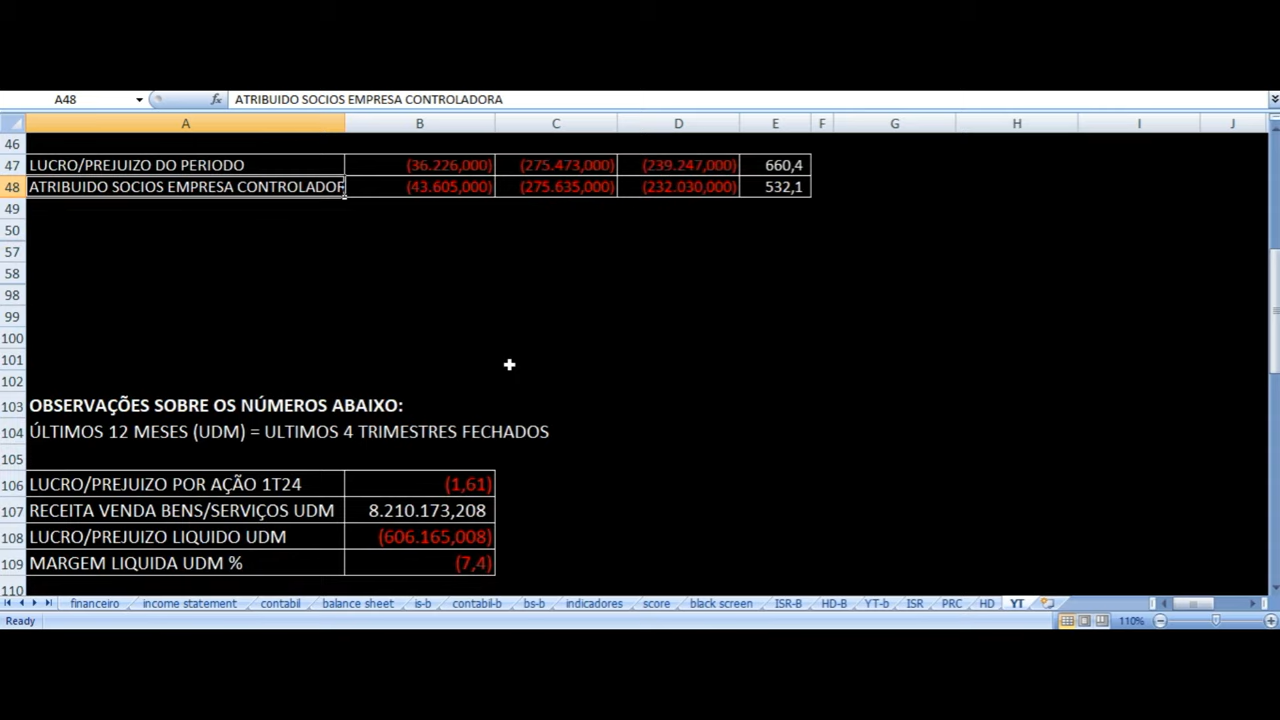 A48 fx ATRIBUIDO SOCIOS EMPRESA CONTROLADORA
A B C D E F G H I J
46
47 LUCRO/PREJUIZO DO PERIODO (36.226,000) (275.473,000) (239.247,000) 660,4
48 ATRIBUIDO SOCIOS EMPRESA CONTROLADOR (43.605,000) (275.635,000) (232.030,000) 532,1
49
50
57
58
98
99
100
101
102
103 OBSERVAÇÕES SOBRE OS NÚMEROS ABAIXO:
104 ÚLTIMOS 12 MESES (UDM) = ULTIMOS 4 TRIMESTRES FECHADOS
105
106 LUCRO/PREJUIZO POR AÇÃO 1T24 (1,61)
107 RECEITA VENDA BENS/SERVIÇOS UDM 8.210.173,208
108 LUCRO/PREJUIZO LIQUIDO UDM (606.165,008)
109 MARGEM LIQUIDA UDM % (7,4)
110
financeiro income statement contabil balance sheet is-b contabil-b bs-b indicadores score black screen ISR-B HD-B YT-b ISR PRC HD YT
Ready 110%